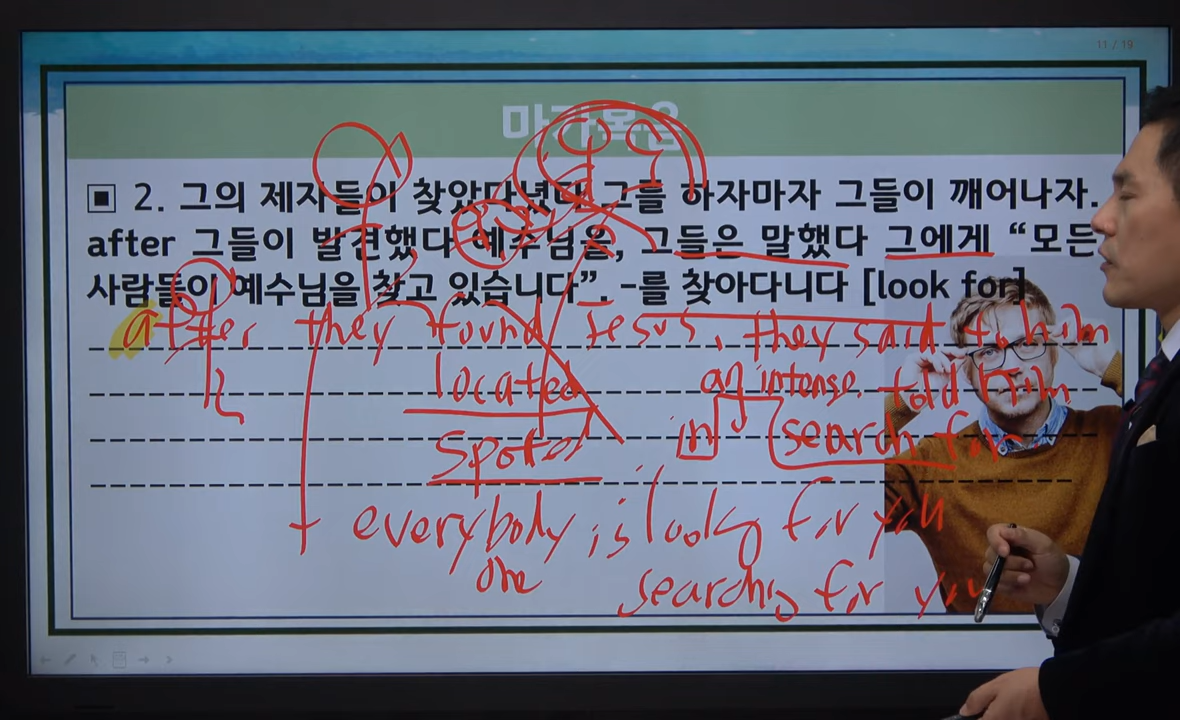 11 / 19
마가복음
▣ 2. 그의 제자들이 찾았다녔다 그를 하자마자 그들이 깨어나자.
after 그들이 발견했다 예수님을, 그들은 말했다 그에게 “모든
사람들이 예수님을 찾고 있습니다”. -를 찾아다니다 [look for]
after they found Jesus, they said to him
located an intense told him
Spotted in search for
everybody is looking for you
one searching for you